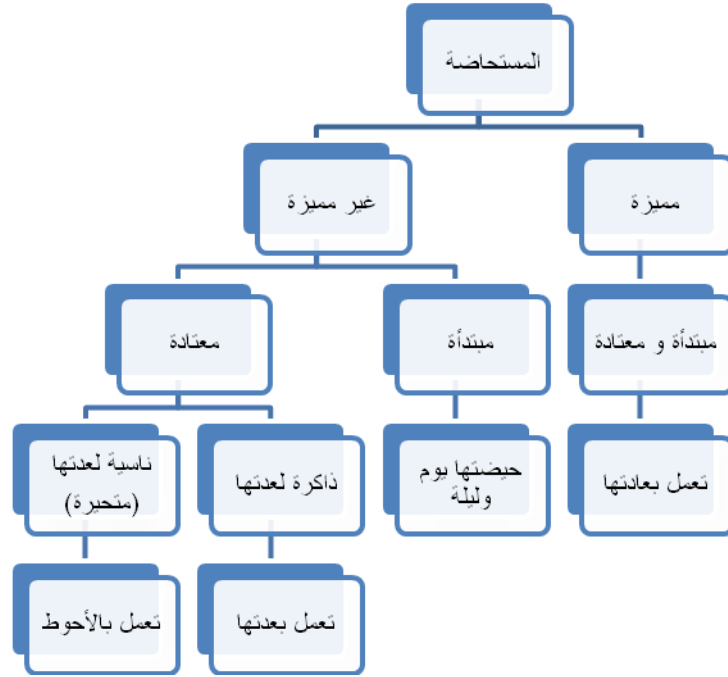 المستحاضة
مميزة
غير مميزة
مبتدأة و معتادة
مبتدأة
معتادة
تعمل بعادتها
حيضتها يوم
وليلة
ذاكرة لعدتها
ناسية لعدتها
(متحيرة)
تعمل بعدتها
تعمل بالأحوط